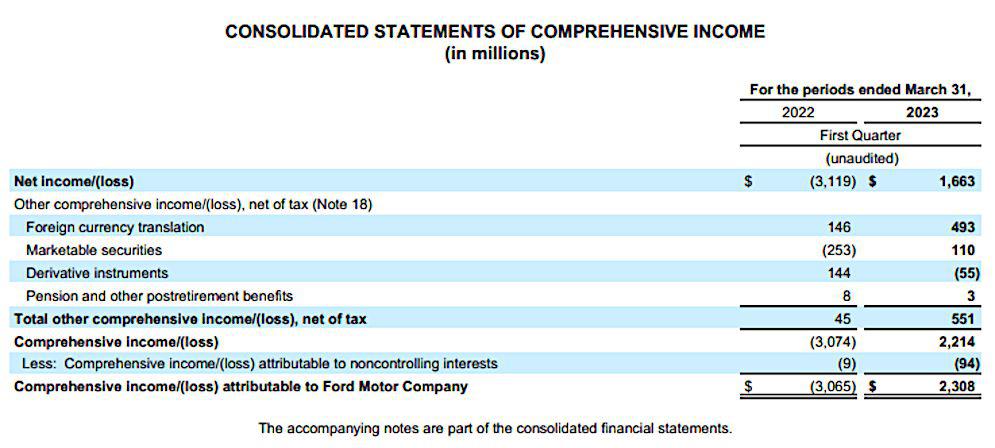 CONSOLIDATED STATEMENTS OF COMPREHENSIVE INCOME
(in millions)
For the periods ended March 31,
2022 2023
First Quarter
(unaudited)
Net income/(loss) $ (3,119) $ 1,663
Other comprehensive income/(loss), net of tax (Note 18)
Foreign currency translation 146 493
Marketable securities (253) 110
Derivative instruments 144 (55)
Pension and other postretirement benefits 8 3
Total other comprehensive income/(loss), net of tax 45 551
Comprehensive income/(loss) (3,074) 2,214
Less: Comprehensive income/(loss) attributable to noncontrolling interests (9) (94)
Comprehensive income/(loss) attributable to Ford Motor Company $ (3,065) $ 2,308
The accompanying notes are part of the consolidated financial statements.